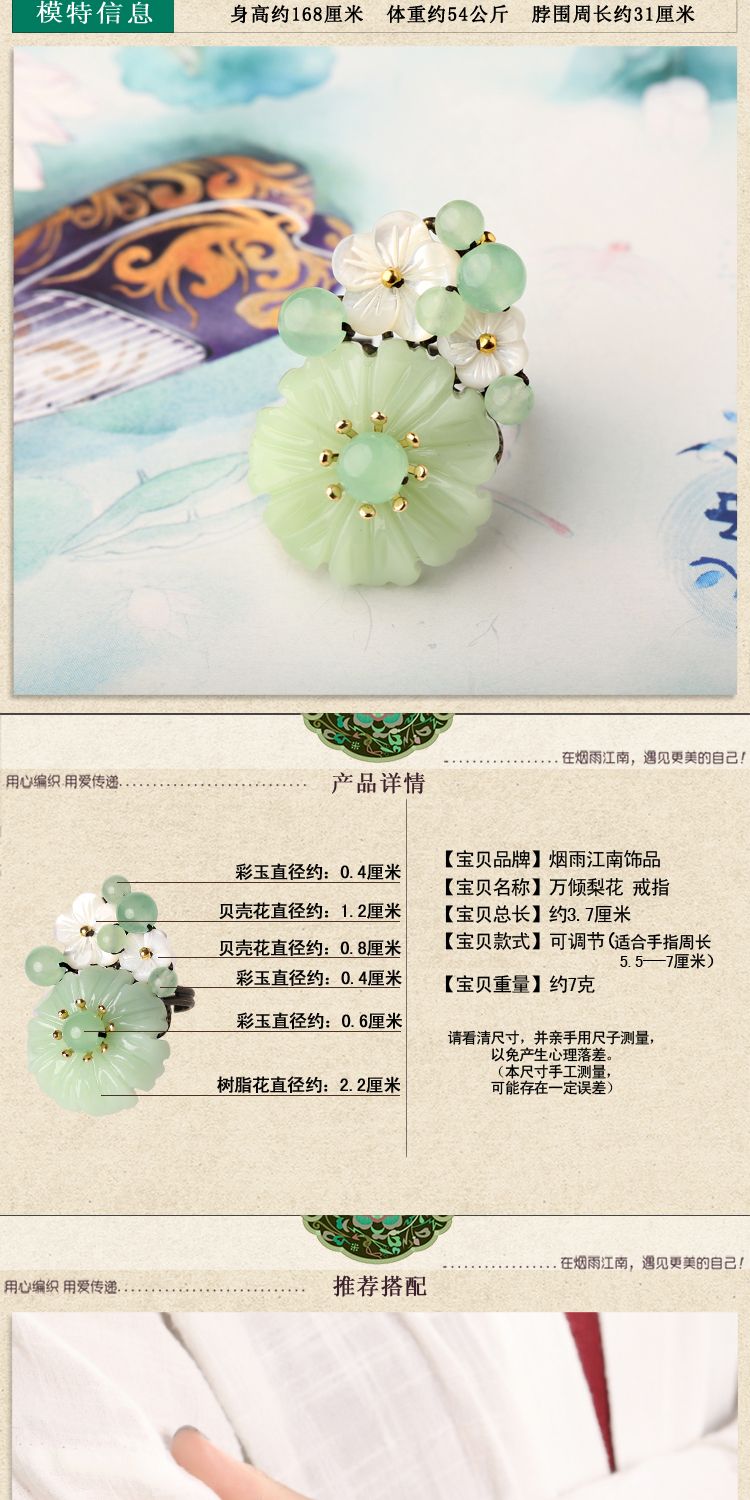 模特信息
身高约168厘米 体重约54公斤 脖围周长约31厘米
在烟雨江南，遇见更美的自己！
用心编织 用爱传递
产品详情
彩玉直径约：0.4厘米
贝壳花直径约：1.2厘米
贝壳花直径约：0.8厘米
彩玉直径约：0.4厘米
彩玉直径约：0.6厘米
树脂花直径约：2.2厘米
【宝贝品牌】烟雨江南饰品
【宝贝名称】万倾梨花 戒指
【宝贝总长】约3.7厘米
【宝贝款式】可调节(适合手指周长
5.5——7厘米）
【宝贝重量】约7克
请看清尺寸，并亲手用尺子测量，
以免产生心理落差。
（本尺寸手工测量，
可能存在一定误差）
在烟雨江南，遇见更美的自己！
用心编织 用爱传递
推荐搭配